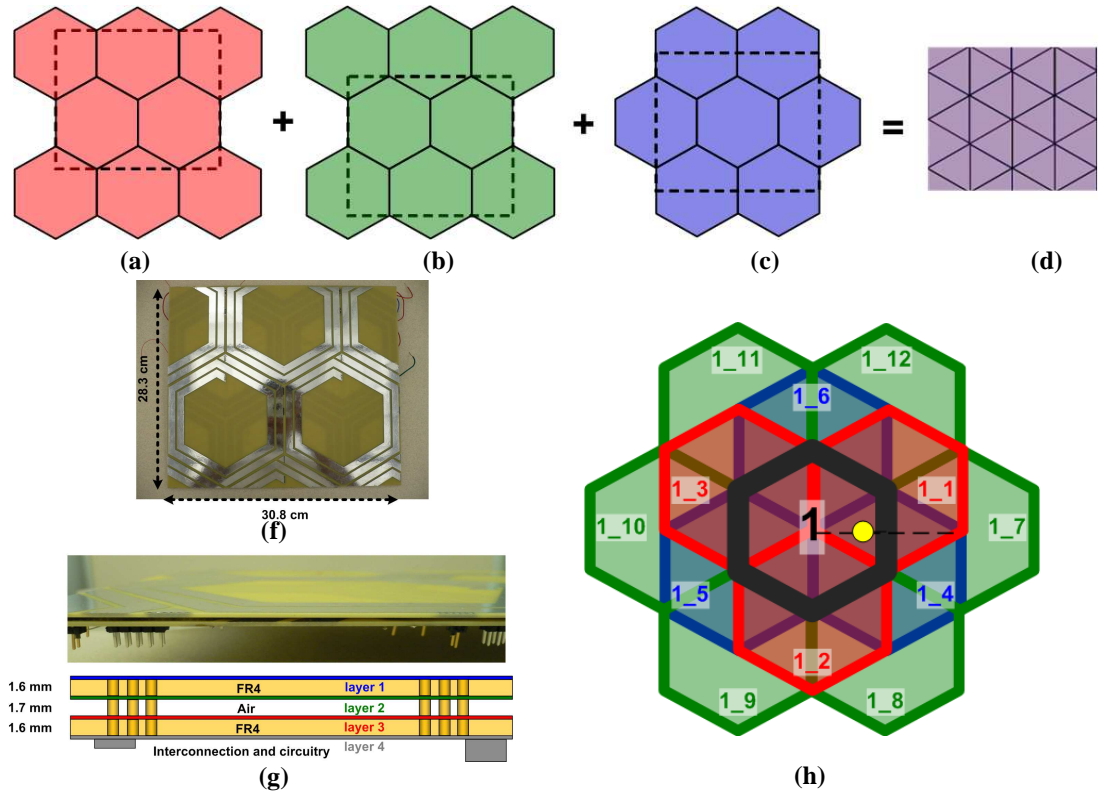 + + =
(a) (b) (c) (d)
28.3 cm
30.8 cm
(f)
1.6 mm FR4 layer 1
1.7 mm Air layer 2
1.6 mm FR4 layer 3
Interconnection and circuitry layer 4
(g)
1_11 1_12
1_6
1_3 1_1
1_10 1 1_7
1_5 1_4
1_2
1_9 1_8
(h)